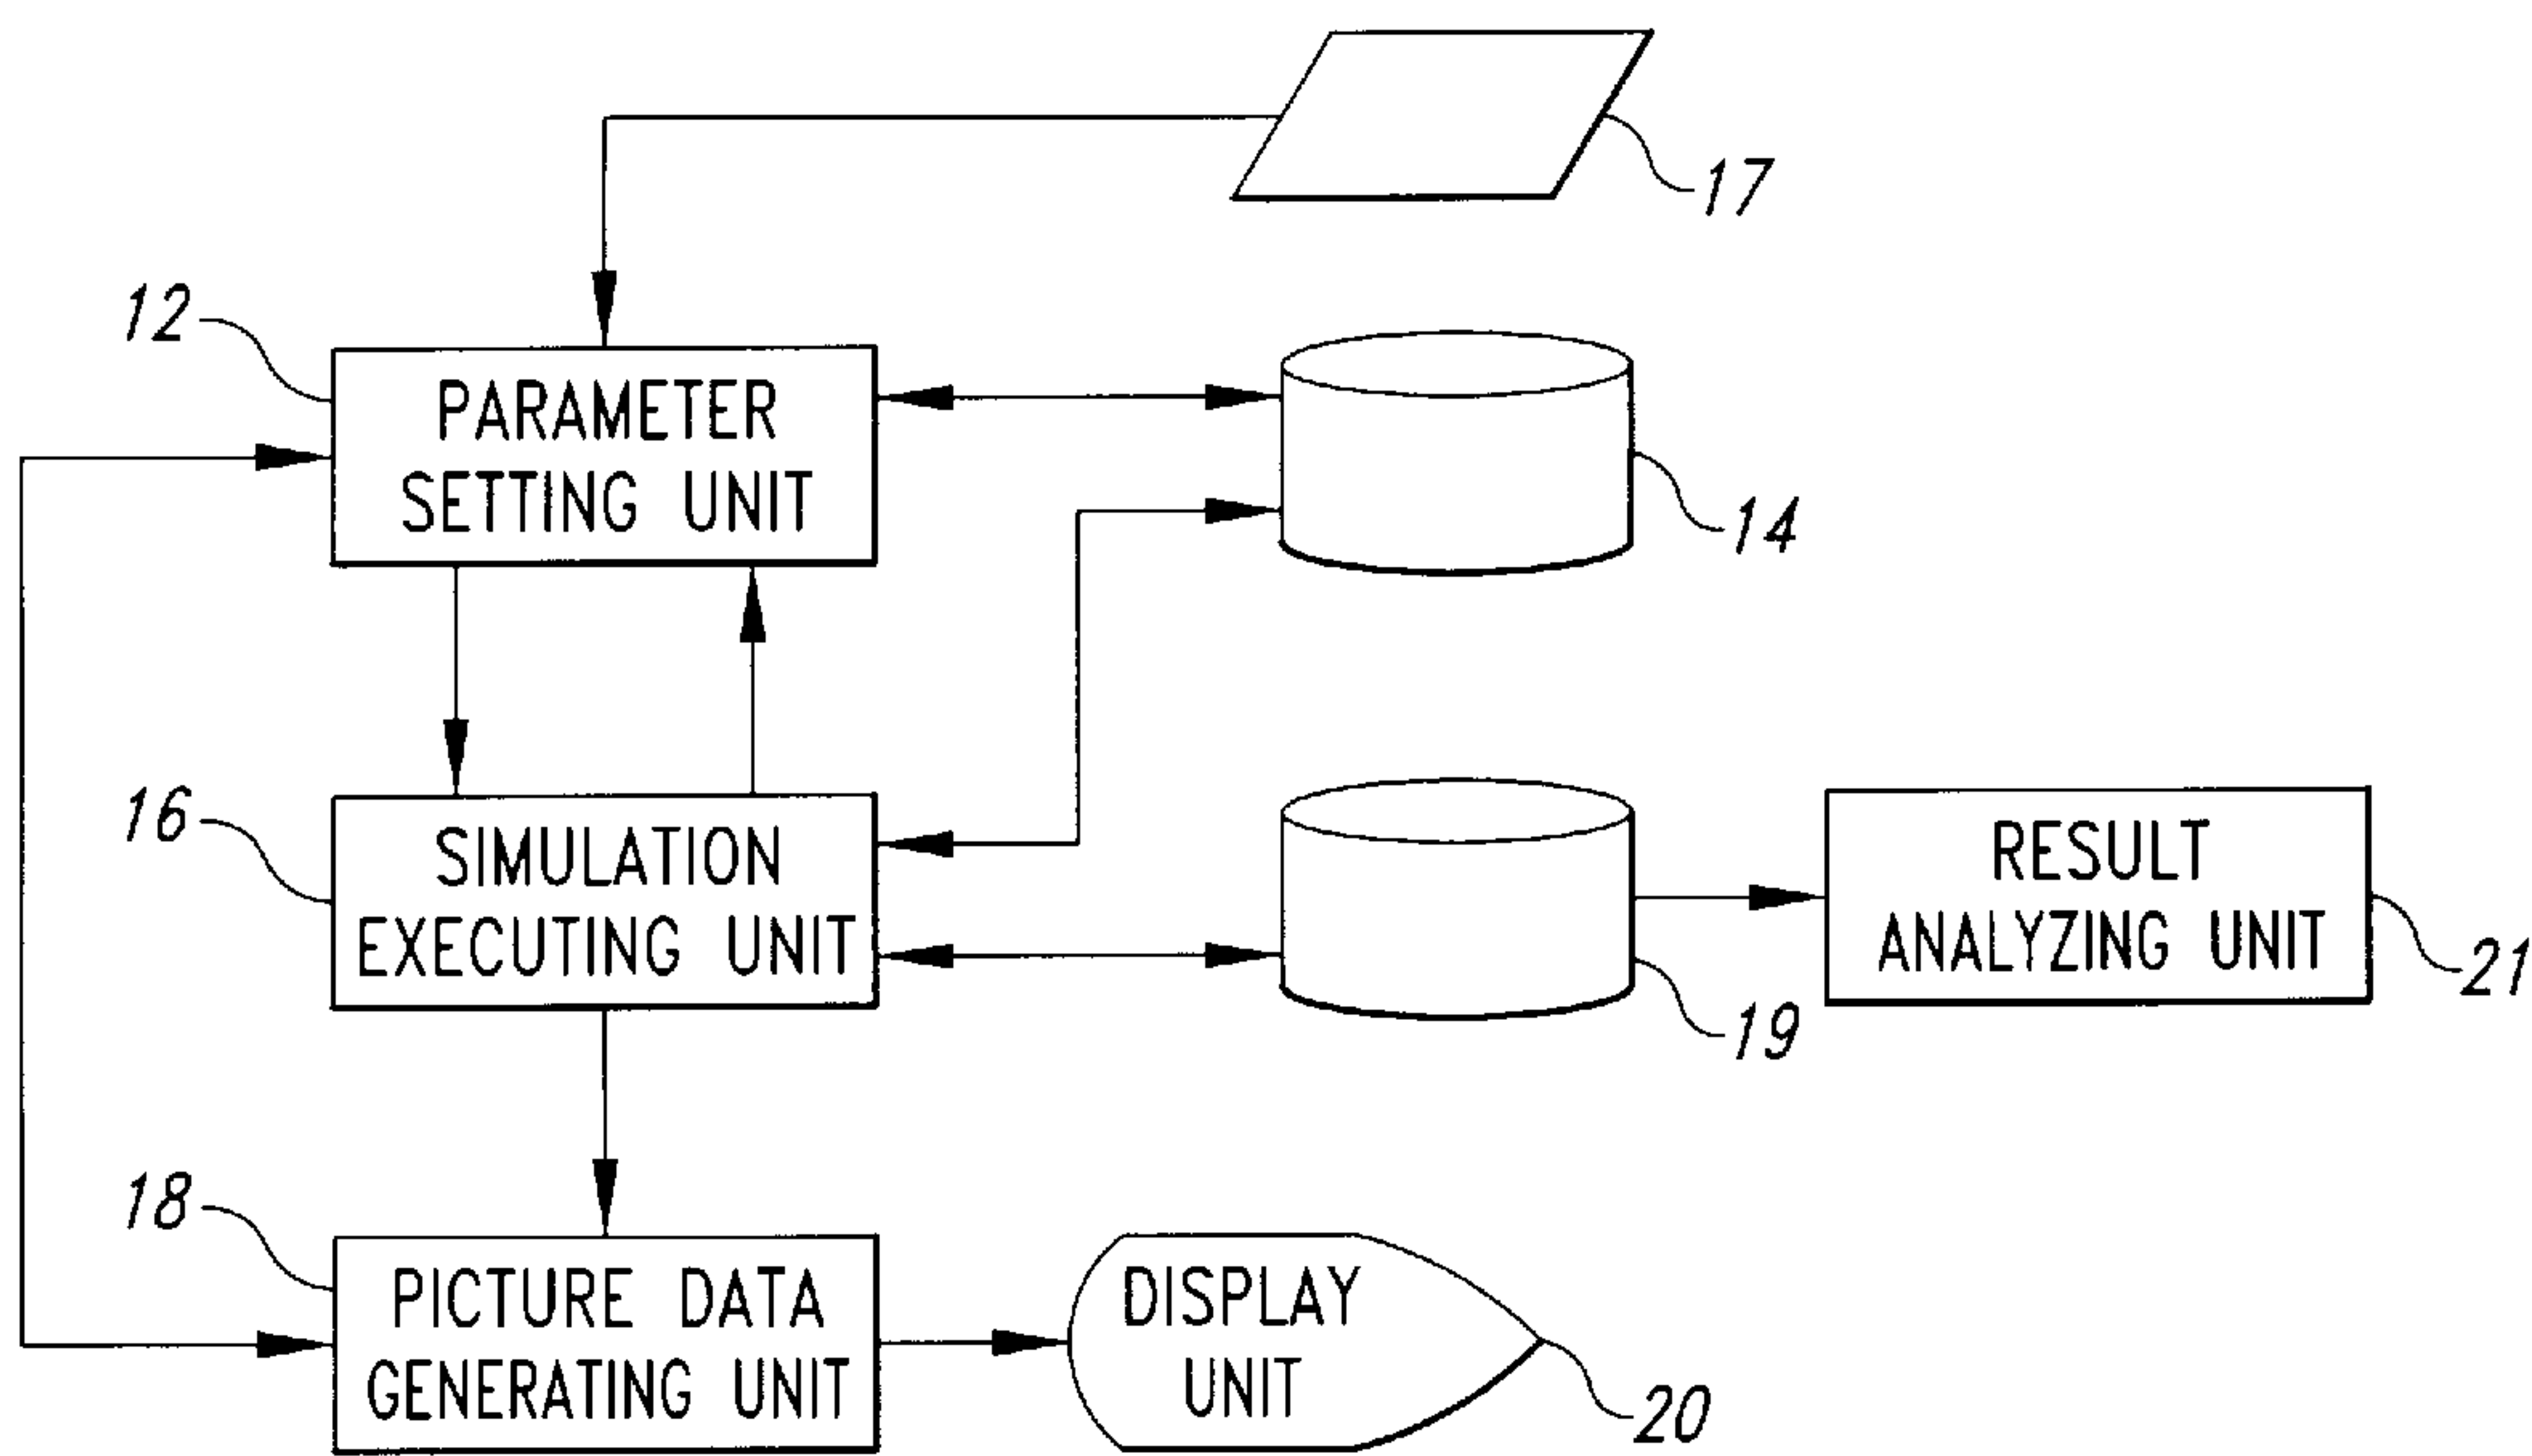 17
12
PARAMETER
SETTING UNIT
14
16
SIMULATION
EXECUTING UNIT
RESULT
ANALYZING UNIT
21
19
18
PICTURE DATA
GENERATING UNIT
DISPLAY
UNIT
20